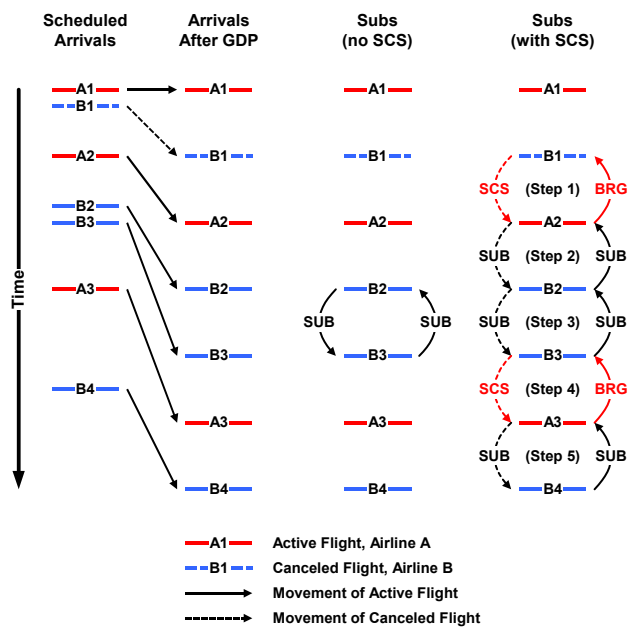 Scheduled Arrivals
Arrivals After GDP
Subs (no SCS)
Subs (with SCS)
Time
A1
B1
A2
B2
B3
A3
B4
A1
B1
A2
B2
B3
A3
B4
A1
B1
A2
B2
SUB
SUB
B3
A3
B4
A1
B1
SCS (Step 1) BRG
A2
SUB (Step 2) SUB
B2
SUB (Step 3) SUB
B3
SCS (Step 4) BRG
A3
SUB (Step 5) SUB
B4
A1 Active Flight, Airline A
B1 Canceled Flight, Airline B
Movement of Active Flight
Movement of Canceled Flight